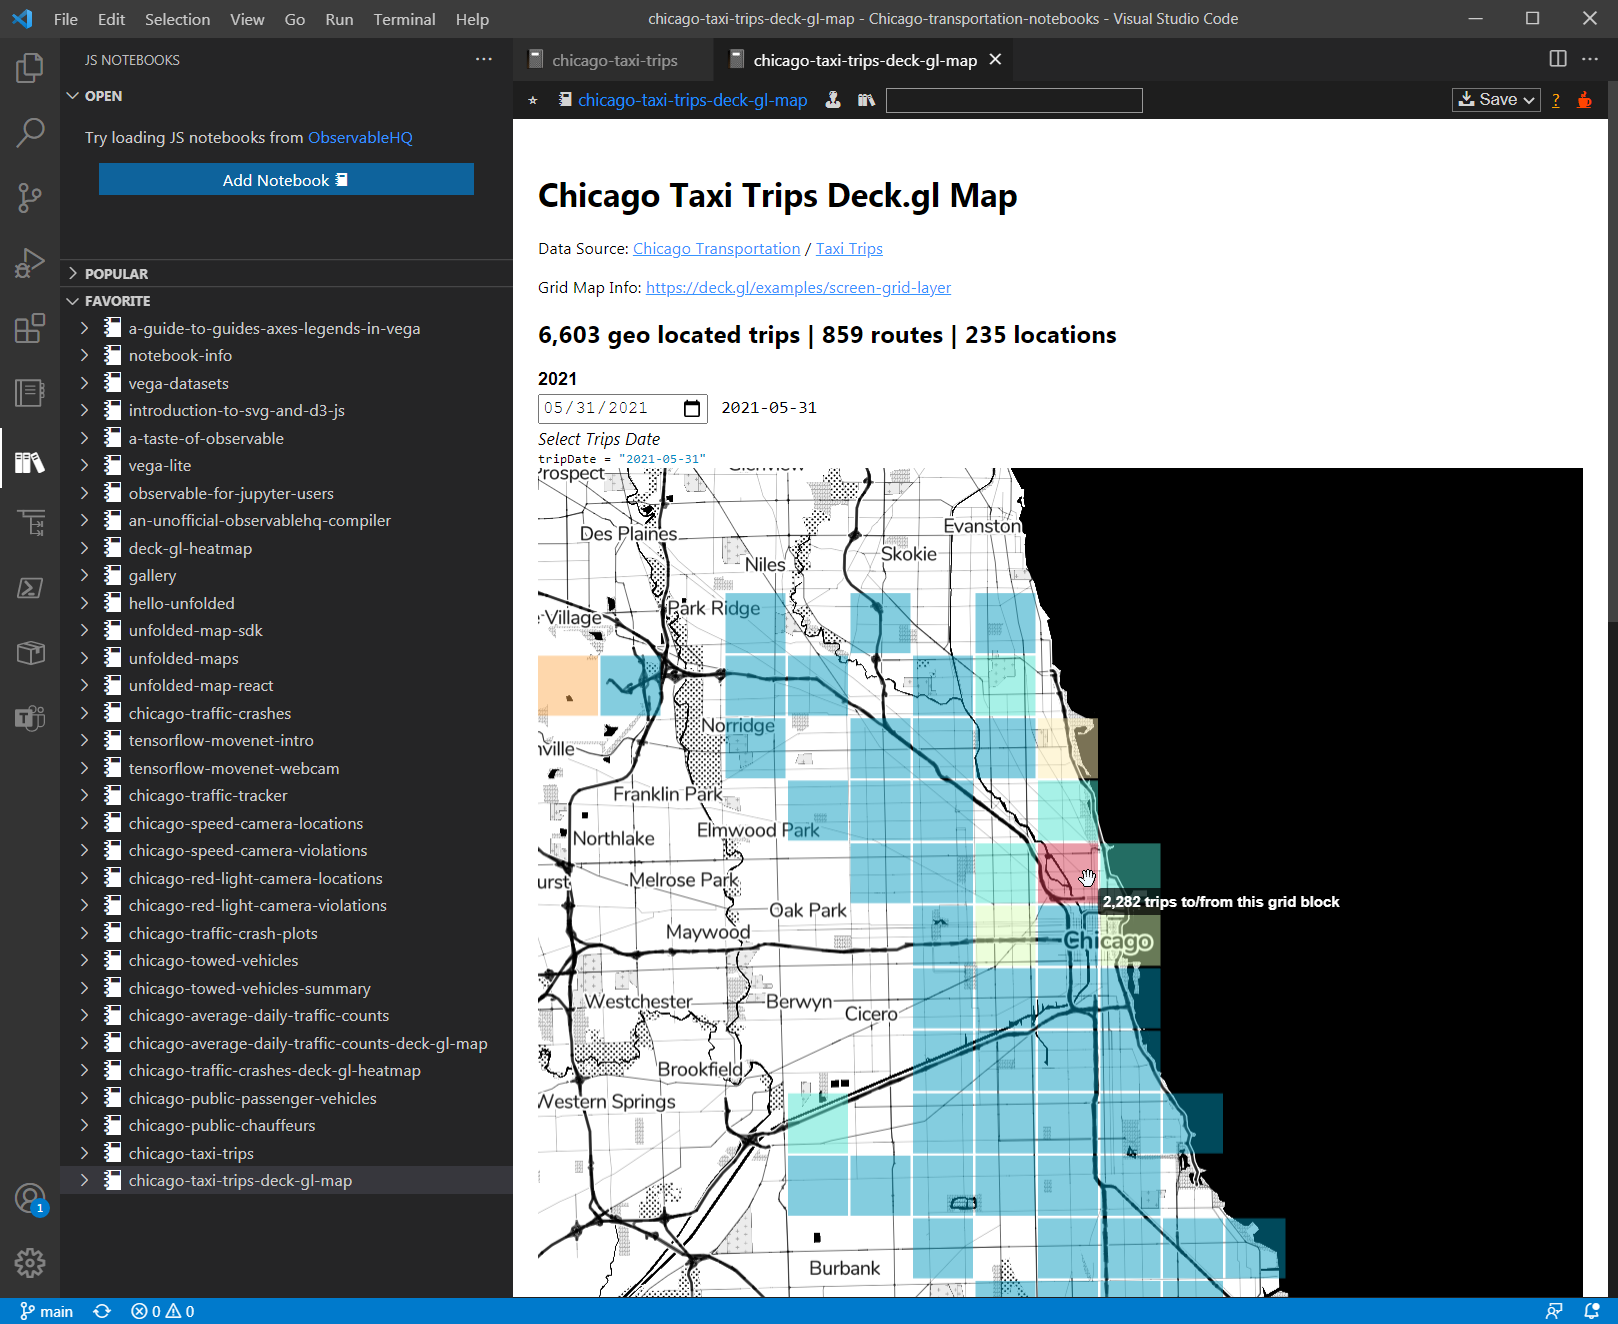 File Edit Selection View Go Run Terminal Help
chicago-taxi-trips-deck-gl-map - Chicago-transportation-notebooks - Visual Studio Code
JS NOTEBOOKS
OPEN
Try loading JS notebooks from ObservableHQ
Add Notebook
POPULAR
FAVORITE
a-guide-to-guides-axes-legends-in-vega
notebook-info
vega-datasets
introduction-to-svg-and-d3-js
a-taste-of-observable
vega-lite
observable-for-jupyter-users
an-unofficial-observablehq-compiler
deck-gl-heatmap
gallery
hello-unfolded
unfolded-map-sdk
unfolded-maps
unfolded-map-react
chicago-traffic-crashes
tensorflow-movenet-intro
tensorflow-movenet-webcam
chicago-traffic-tracker
chicago-speed-camera-locations
chicago-speed-camera-violations
chicago-red-light-camera-locations
chicago-red-light-camera-violations
chicago-traffic-crash-plots
chicago-towed-vehicles
chicago-towed-vehicles-summary
chicago-average-daily-traffic-counts
chicago-average-daily-traffic-counts-deck-gl-map
chicago-traffic-crashes-deck-gl-heatmap
chicago-public-passenger-vehicles
chicago-public-chauffeurs
chicago-taxi-trips
chicago-taxi-trips-deck-gl-map
1
chicago-taxi-trips
chicago-taxi-trips-deck-gl-map
chicago-taxi-trips-deck-gl-map
Save
?
Chicago Taxi Trips Deck.gl Map
Data Source: Chicago Transportation / Taxi Trips
Grid Map Info: https://deck.gl/examples/screen-grid-layer
6,603 geo located trips | 859 routes | 235 locations
2021
05/31/2021 2021-05-31
Select Trips Date
tripDate = "2021-05-31"
Prospect
Glenview
Evanston
Des Plaines
Skokie
Niles
Park Ridge
Village
Norridge
nville
Franklin Park
Elmwood Park
Northlake
urst
Melrose Park
2,282 trips to/from this grid block
Oak Park
Maywood
Chicago
Westchester
Berwyn
Cicero
Brookfield
Western Springs
Burbank
main
0
0